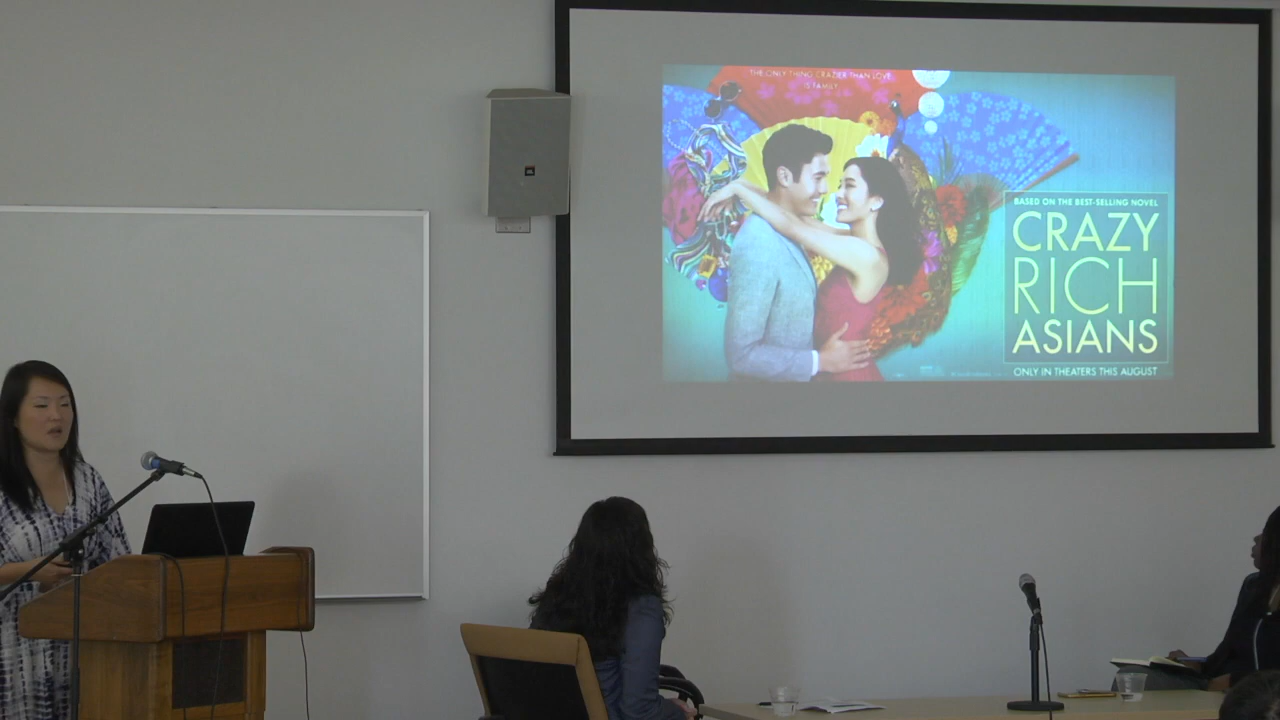 THE ONLY THING CRAZIER THAN LOVE
IS FAMILY
BASED ON THE BEST-SELLING NOVEL
CRAZY
RICH
ASIANS
ONLY IN THEATERS THIS AUGUST